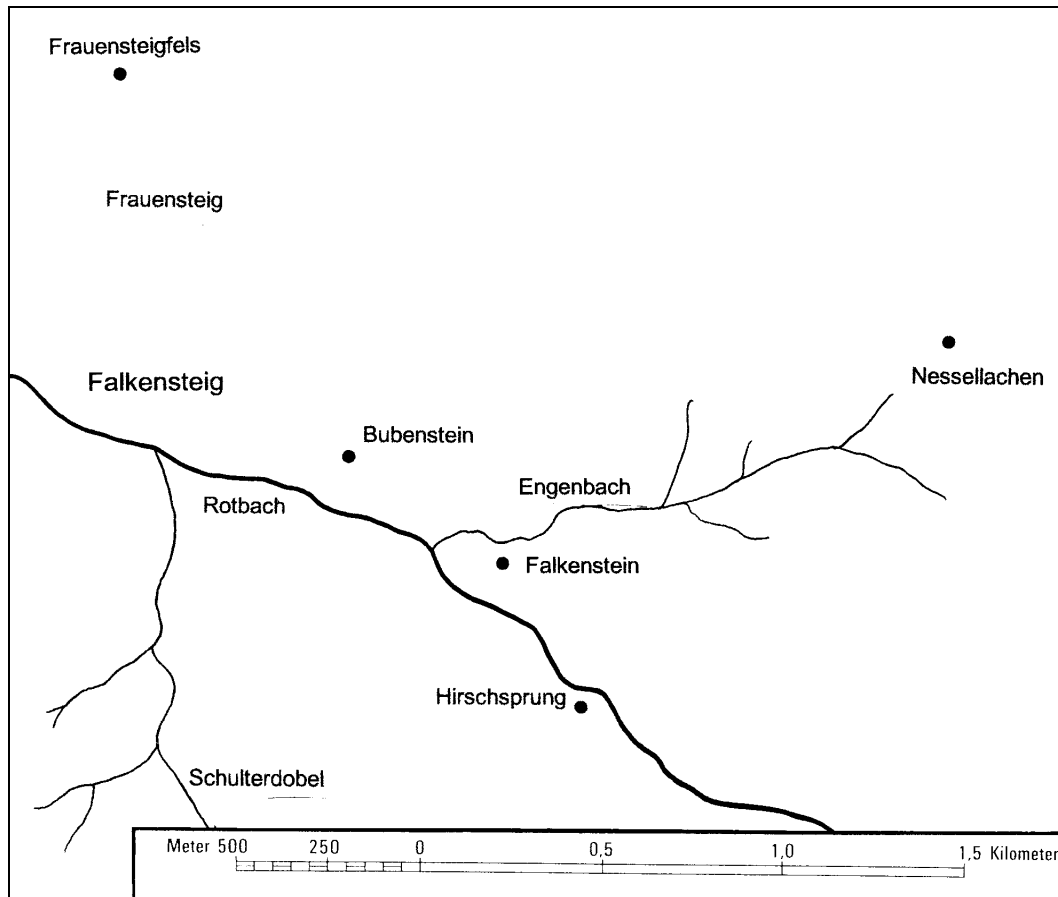 Frauensteigfels
Frauensteig
Nessellachen
Falkensteig
Bubenstein
Engenbach
Rotbach
Falkenstein
Hirschsprung
Schulterdobel
Meter 500 250 0 0,5 1,0 1,5 Kilometer